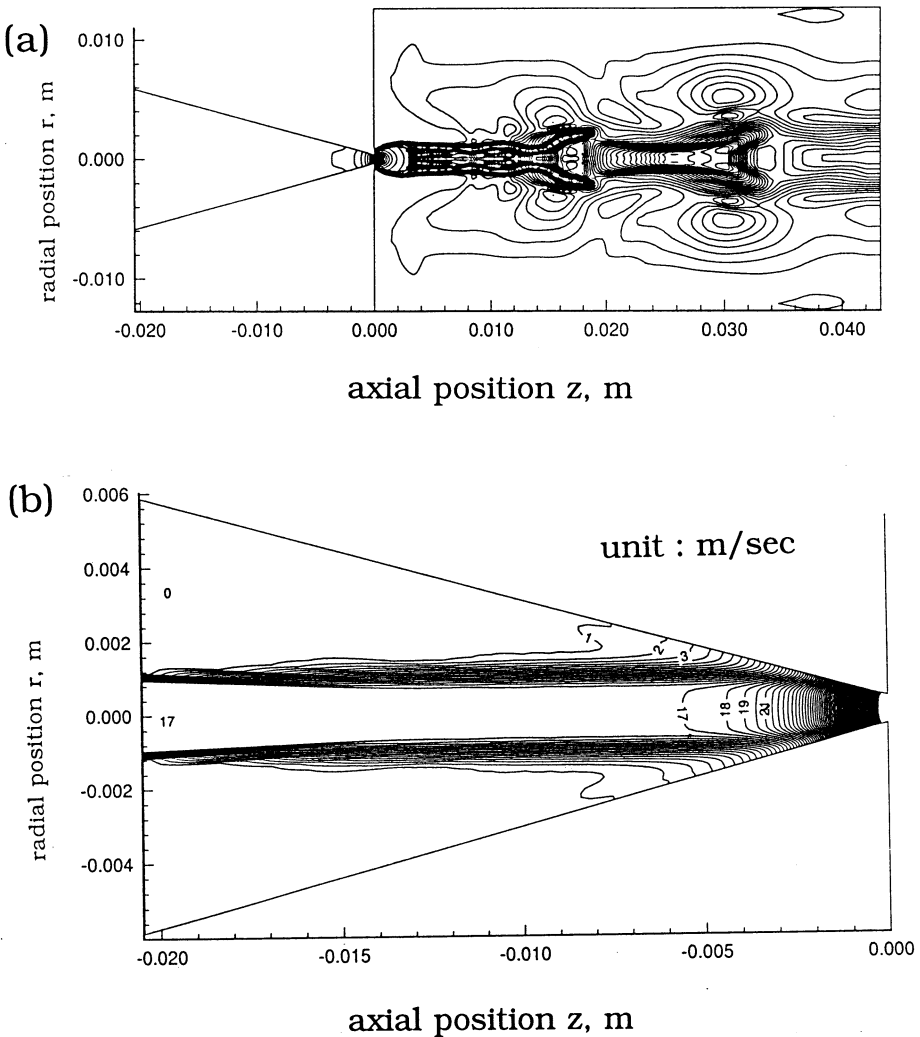 (a)
radial position r, m
0.010
0.000
-0.010
-0.020 -0.010 0.000 0.010 0.020 0.030 0.040
axial position z, m
(b)
radial position r, m
0.006
0.004
0.002
0.000
-0.002
-0.004
unit : m/sec
0
1
2
3
17
17
18
19
-0.020 -0.015 -0.010 -0.005 0.000
axial position z, m